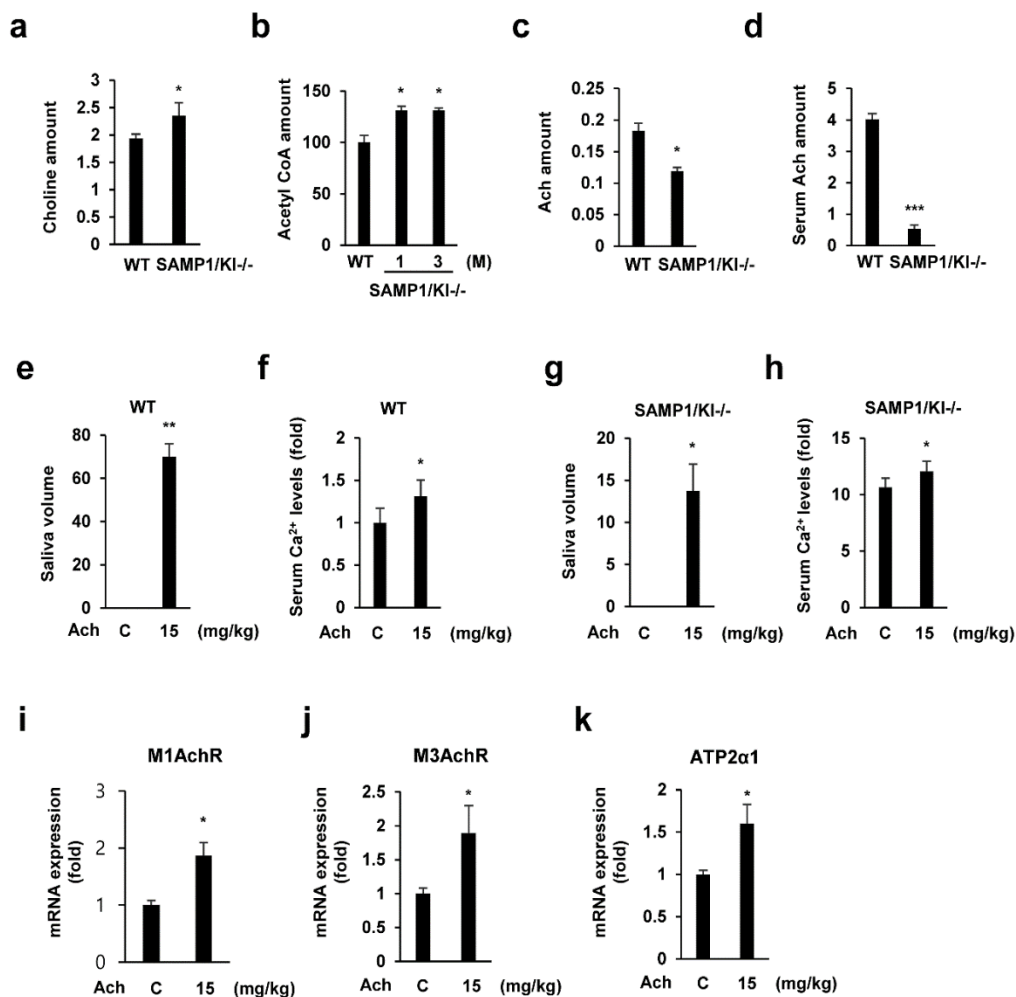 a
Choline amount
3
2.5
2
1.5
1
0.5
0
*
WT SAMP1/KI-/-
b
Acetyl CoA amount
150
100
50
0
* *
WT 1 3 (M)
SAMP1/KI-/-
c
Ach amount
0.25
0.2
0.15
0.1
0.05
0
*
WT SAMP1/KI-/-
d
Serum Ach amount
5
4
3
2
1
0
***
WT SAMP1/KI-/-
e
WT
Saliva volume
80
60
40
20
0
**
Ach C 15 (mg/kg)
f
WT
Serum Ca²⁺ levels (fold)
2
1.5
1
0.5
0
*
C 15 (mg/kg)
g
SAMP1/KI-/-
Saliva volume
20
15
10
5
0
*
Ach C 15 (mg/kg)
h
SAMP1/KI-/-
Serum Ca²⁺ levels (fold)
15
10
5
0
*
C 15 (mg/kg)
i
M1AchR
mRNA expression
(fold)
3
2
1
0
*
Ach C 15 (mg/kg)
j
M3AchR
mRNA expression
(fold)
2.5
2
1.5
1
0.5
0
*
Ach C 15 (mg/kg)
k
ATP2α1
mRNA expression
(fold)
2
1.5
1
0.5
0
*
Ach C 15 (mg/kg)